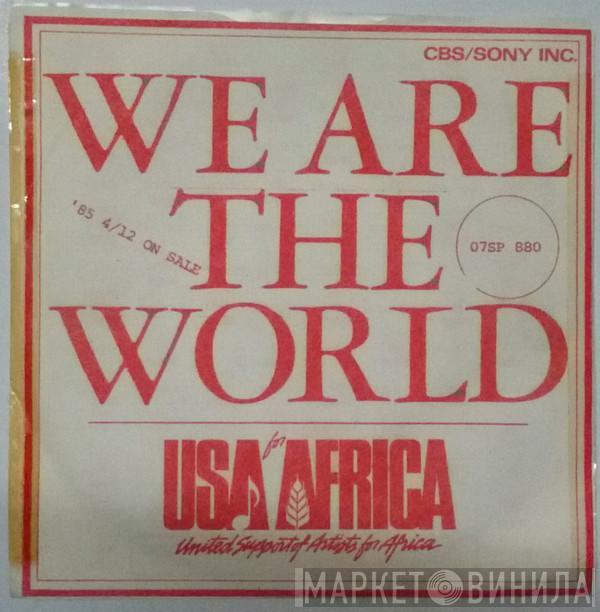 CBS/SONY INC.
WE ARE
THE
'85 4/12 ON SALE
07SP 880
WORLD
USA for AFRICA
United Support of Artists for Africa
МАРКЕТ ВИНИЛА